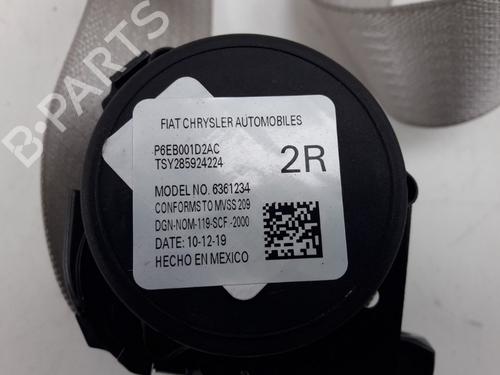 B-PARTS
FIAT CHRYSLER AUTOMOBILES
P6EB001D2AC
TSY285924224
2R
MODEL NO. 6361234
CONFORMS TO MVSS 209
DGN-NOM-119-SCF.-2000
DATE: 10-12-19
HECHO EN MEXICO